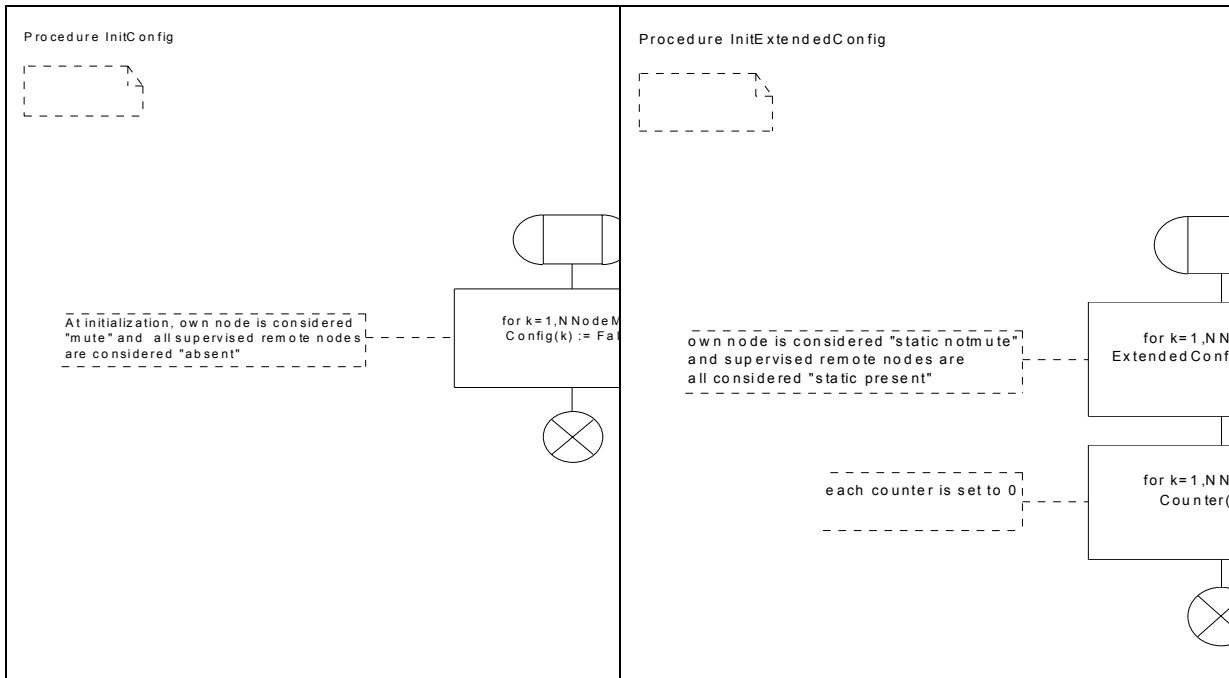 Procedure InitConfig
At initialization, own node is considered
"mute" and all supervised remote nodes
are considered "absent"
for k=1,NNodeM
Config(k) := Fal
Procedure InitExtendedConfig
own node is considered "static notmute"
and supervised remote nodes are
all considered "static present"
for k=1,NN
ExtendedConf
each counter is set to 0
for k=1,NN
Counter(